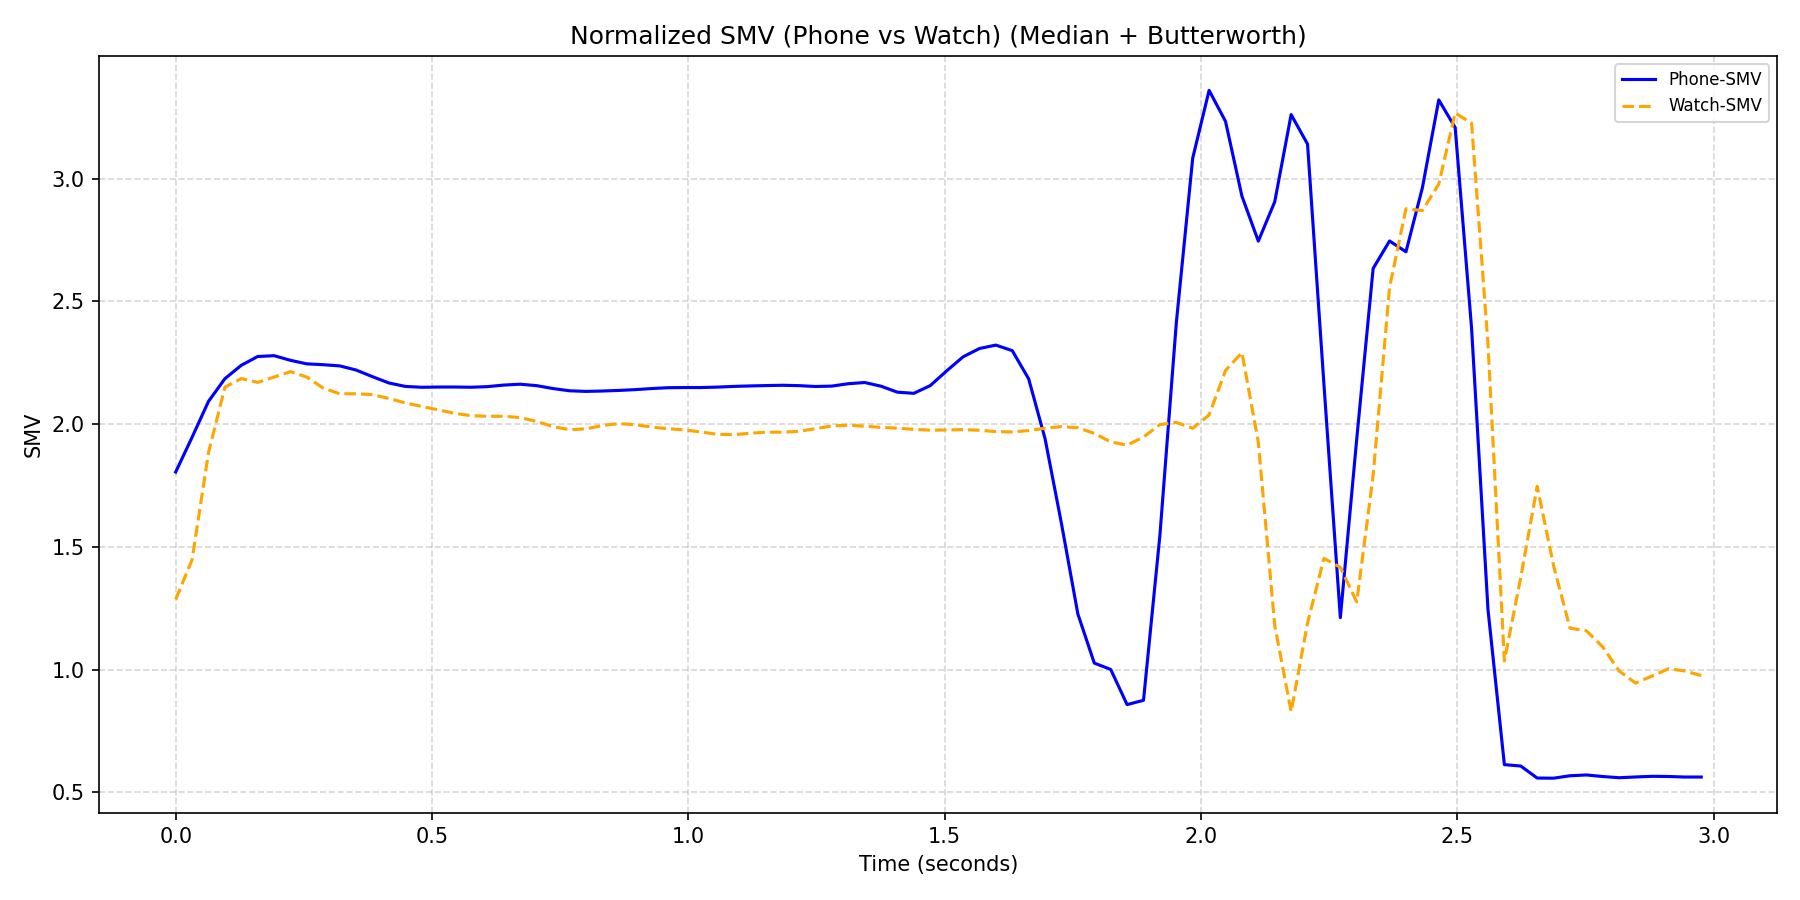 Normalized SMV (Phone vs Watch) (Median + Butterworth)
Phone-SMV
Watch-SMV
SMV
3.0
2.5
2.0
1.5
1.0
0.5
0.0 0.5 1.0 1.5 2.0 2.5 3.0
Time (seconds)